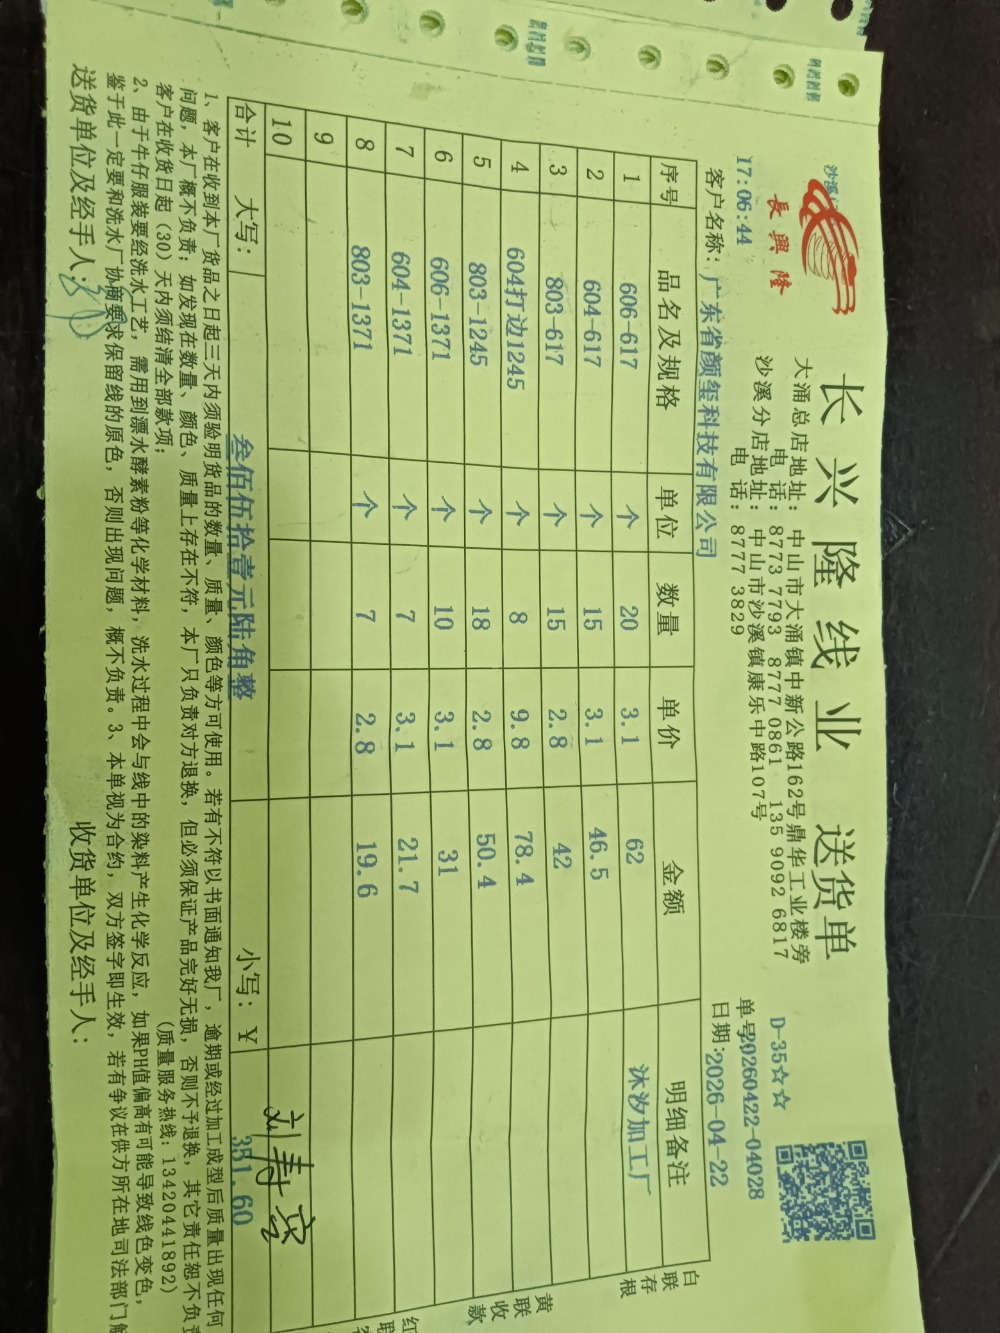 沙溪
長興隆
长兴隆线业 送货单
大涌总店地址：中山市大涌镇中新公路162号鼎华工业楼旁
电 话：8773 7793 8777 0861 135 9092 6817
沙溪分店地址：中山市沙溪镇康乐中路107号
电 话：8777 3829
D-35☆☆
17:06:44
单号20260422-04028
客户名称：广东省颜玺科技有限公司
日期：2026-04-22
序号 品名及规格 单位 数量 单价 金额 明细备注
1 606-617 个 20 3.1 62 沐汐加工厂
2 604-617 个 15 3.1 46.5
3 803-617 个 15 2.8 42
4 604打边1245 个 8 9.8 78.4
5 803-1245 个 18 2.8 50.4
6 606-1371 个 10 3.1 31
7 604-1371 个 7 3.1 21.7
8 803-1371 个 7 2.8 19.6
9
10
合计 大写： 叁佰伍拾壹元陆角整 小写：￥ 351.60
白联存根
黄联收款
红联
1、客户在收到本厂货品之日起三天内须验明货品的数量、质量、颜色等方可使用。若有不符以书面通知我厂，逾期或经过加工成型后质量出现任何
问题，本厂概不负责；如发现在数量、颜色、质量上存在不符，本厂只负责对方退换，但必须保证产品完好无损，否则不予退换，其它责任恕不负责
客户在收货日起（30）天内须结清全部款项； （质量服务热线：13420441892）
2、由于牛仔服装要经洗水工艺，需用到漂水酵素粉等化学材料，洗水过程中会与线中的染料产生化学反应，如果PH值偏高有可能导致线色变色，
鉴于此一定要和洗水厂协商要求保留线的原色，否则出现问题，概不负责。3、本单视为合约，双方签字即生效，若有争议在供方所在地司法部门解
送货单位及经手人： 收货单位及经手人：